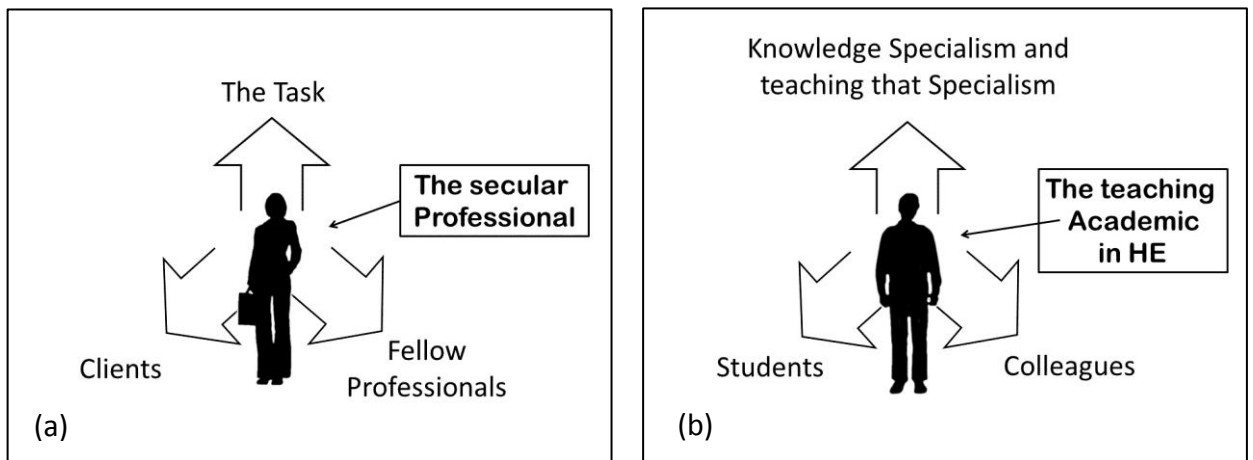 The Task
The secular
Professional
Clients
Fellow
Professionals
(a)
Knowledge Specialism and
teaching that Specialism
The teaching
Academic
in HE
Students
Colleagues
(b)